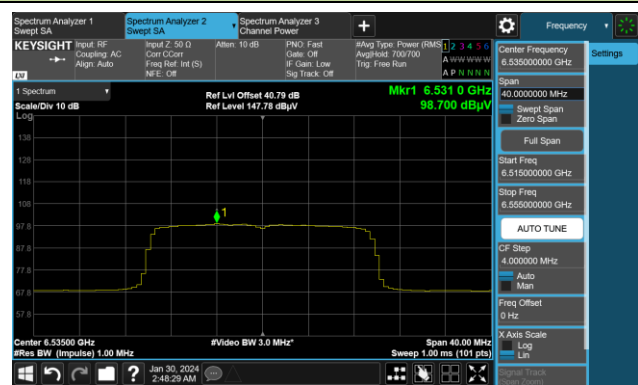 Spectrum Analyzer 1
Swept SA
Spectrum Analyzer 2
Swept SA
Spectrum Analyzer 3
Channel Power
Frequency
KEYSIGHT
LXI
Input: RF
Coupling: AC
Align: Auto
Input Z: 50 Ω
Corr CCorr
Freq Ref: Int (S)
NFE: Off
Atten: 10 dB
PNO: Fast
Gate: Off
IF Gain: Low
Sig Track: Off
#Avg Type: Power (RMS
Avg|Hold: 700/700
Trig: Free Run
1 2 3 4 5 6
A W W W W W
A P N N N N
1 Spectrum
Scale/Div 10 dB
Log
Ref Lvl Offset 40.79 dB
Ref Level 147.78 dBµV
Mkr1 6.531 0 GHz
98.700 dBµV
138
128
118
108
97.8
87.8
77.8
67.8
57.8
1
Center 6.53500 GHz
#Res BW (Impulse) 1.00 MHz
#Video BW 3.0 MHz*
Span 40.00 MHz
Sweep 1.00 ms (101 pts)
Jan 30, 2024
2:48:29 AM
?
Center Frequency
6.535000000 GHz
Settings
Span
40.0000000 MHz
Swept Span
Zero Span
Full Span
Start Freq
6.515000000 GHz
Stop Freq
6.555000000 GHz
AUTO TUNE
CF Step
4.000000 MHz
Auto
Man
Freq Offset
0 Hz
X Axis Scale
Log
Lin
Signal Track
(Span Zoom)